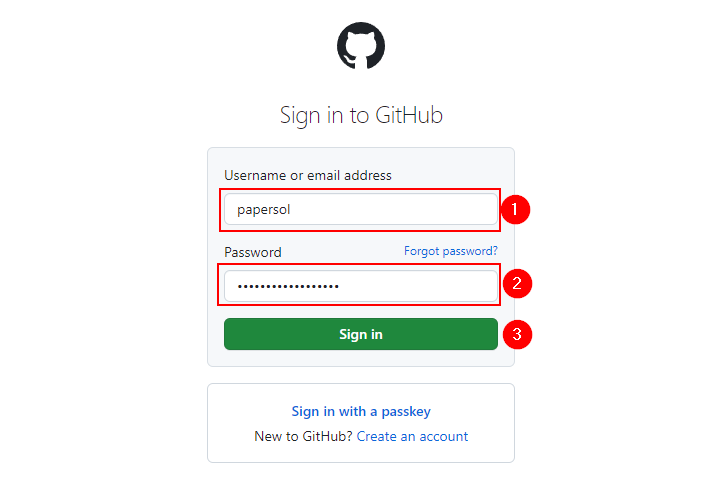 Sign in to GitHub
Username or email address
papersol
1
Password Forgot password?
••••••••••••••••••
2
Sign in
3
Sign in with a passkey
New to GitHub? Create an account